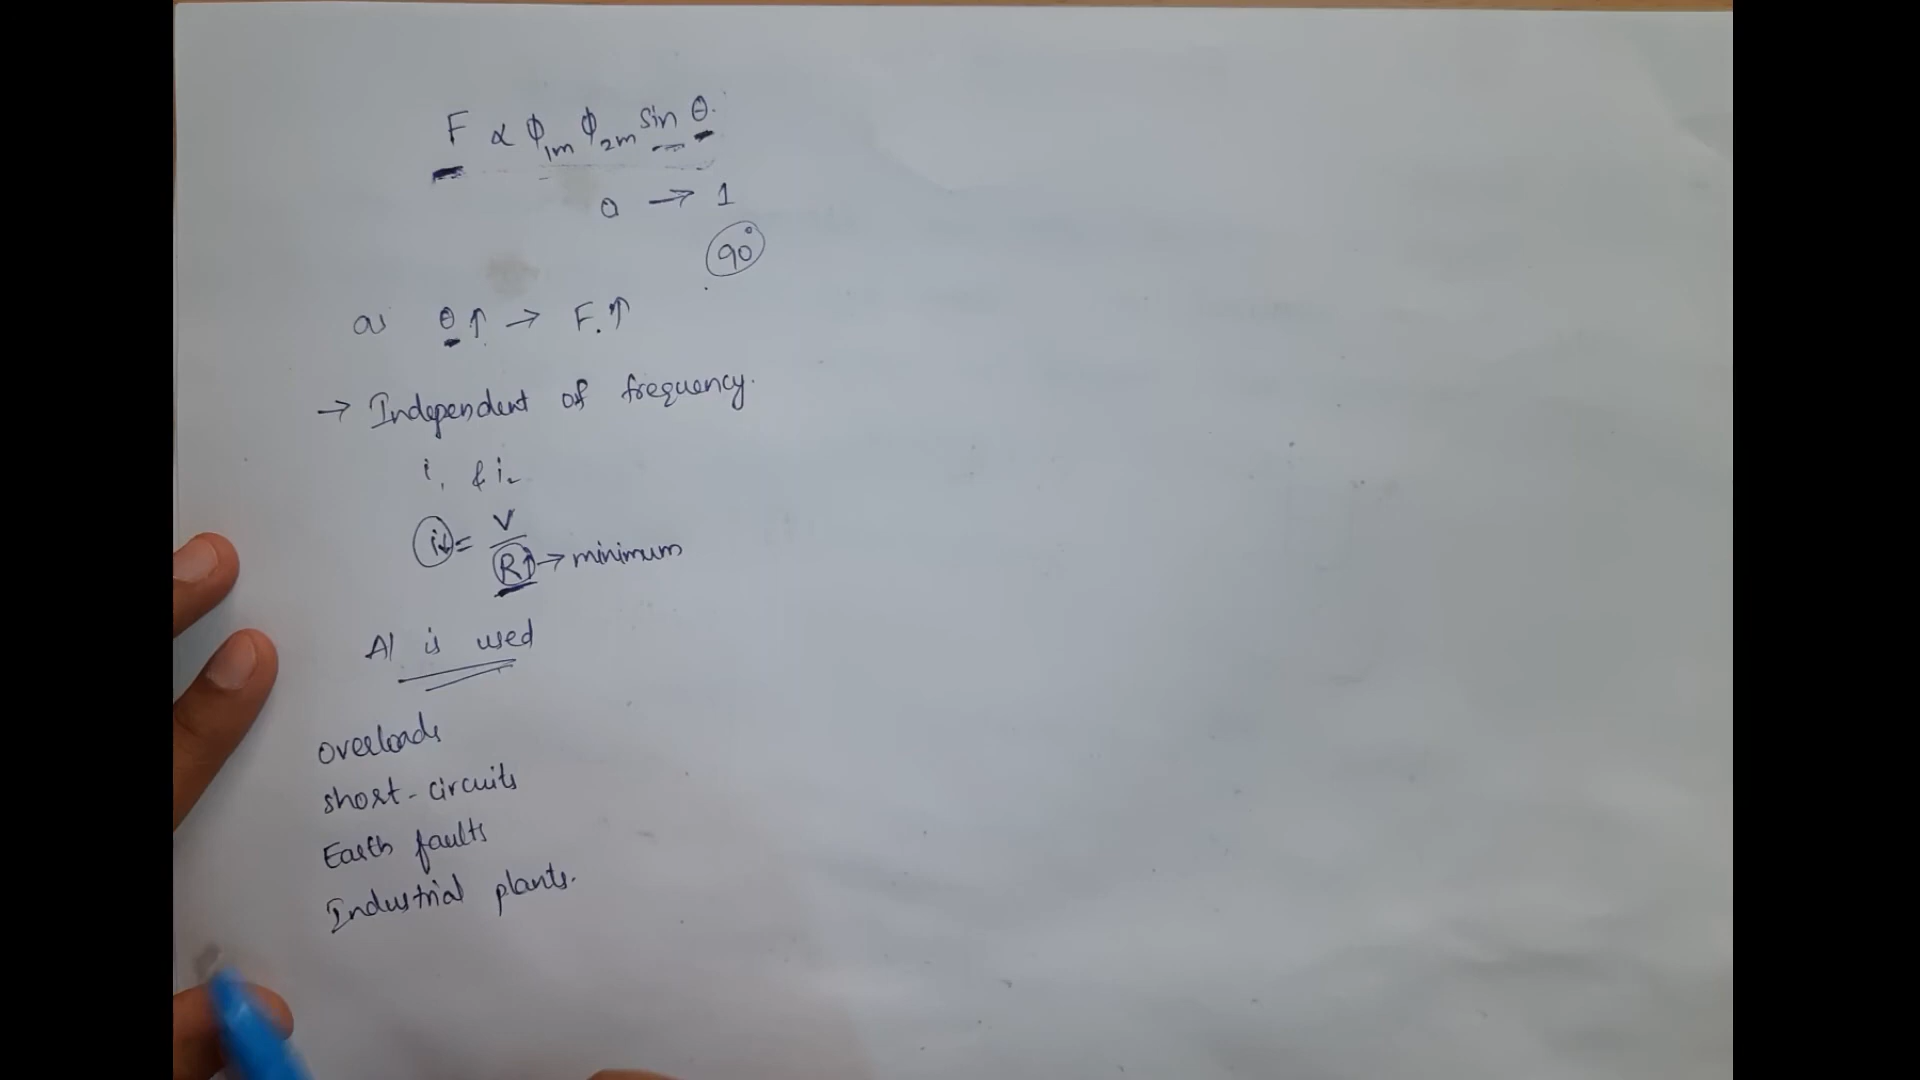 F ∝ ϕ1m ϕ2m sin θ.
0 → 1
90°
as θ↑ → F.↑
→ Independent of frequency.
i1 & i2
i↓ = V / R↑ → minimum
Al is used
overloads
short-circuits
Earth faults
Industrial plants.